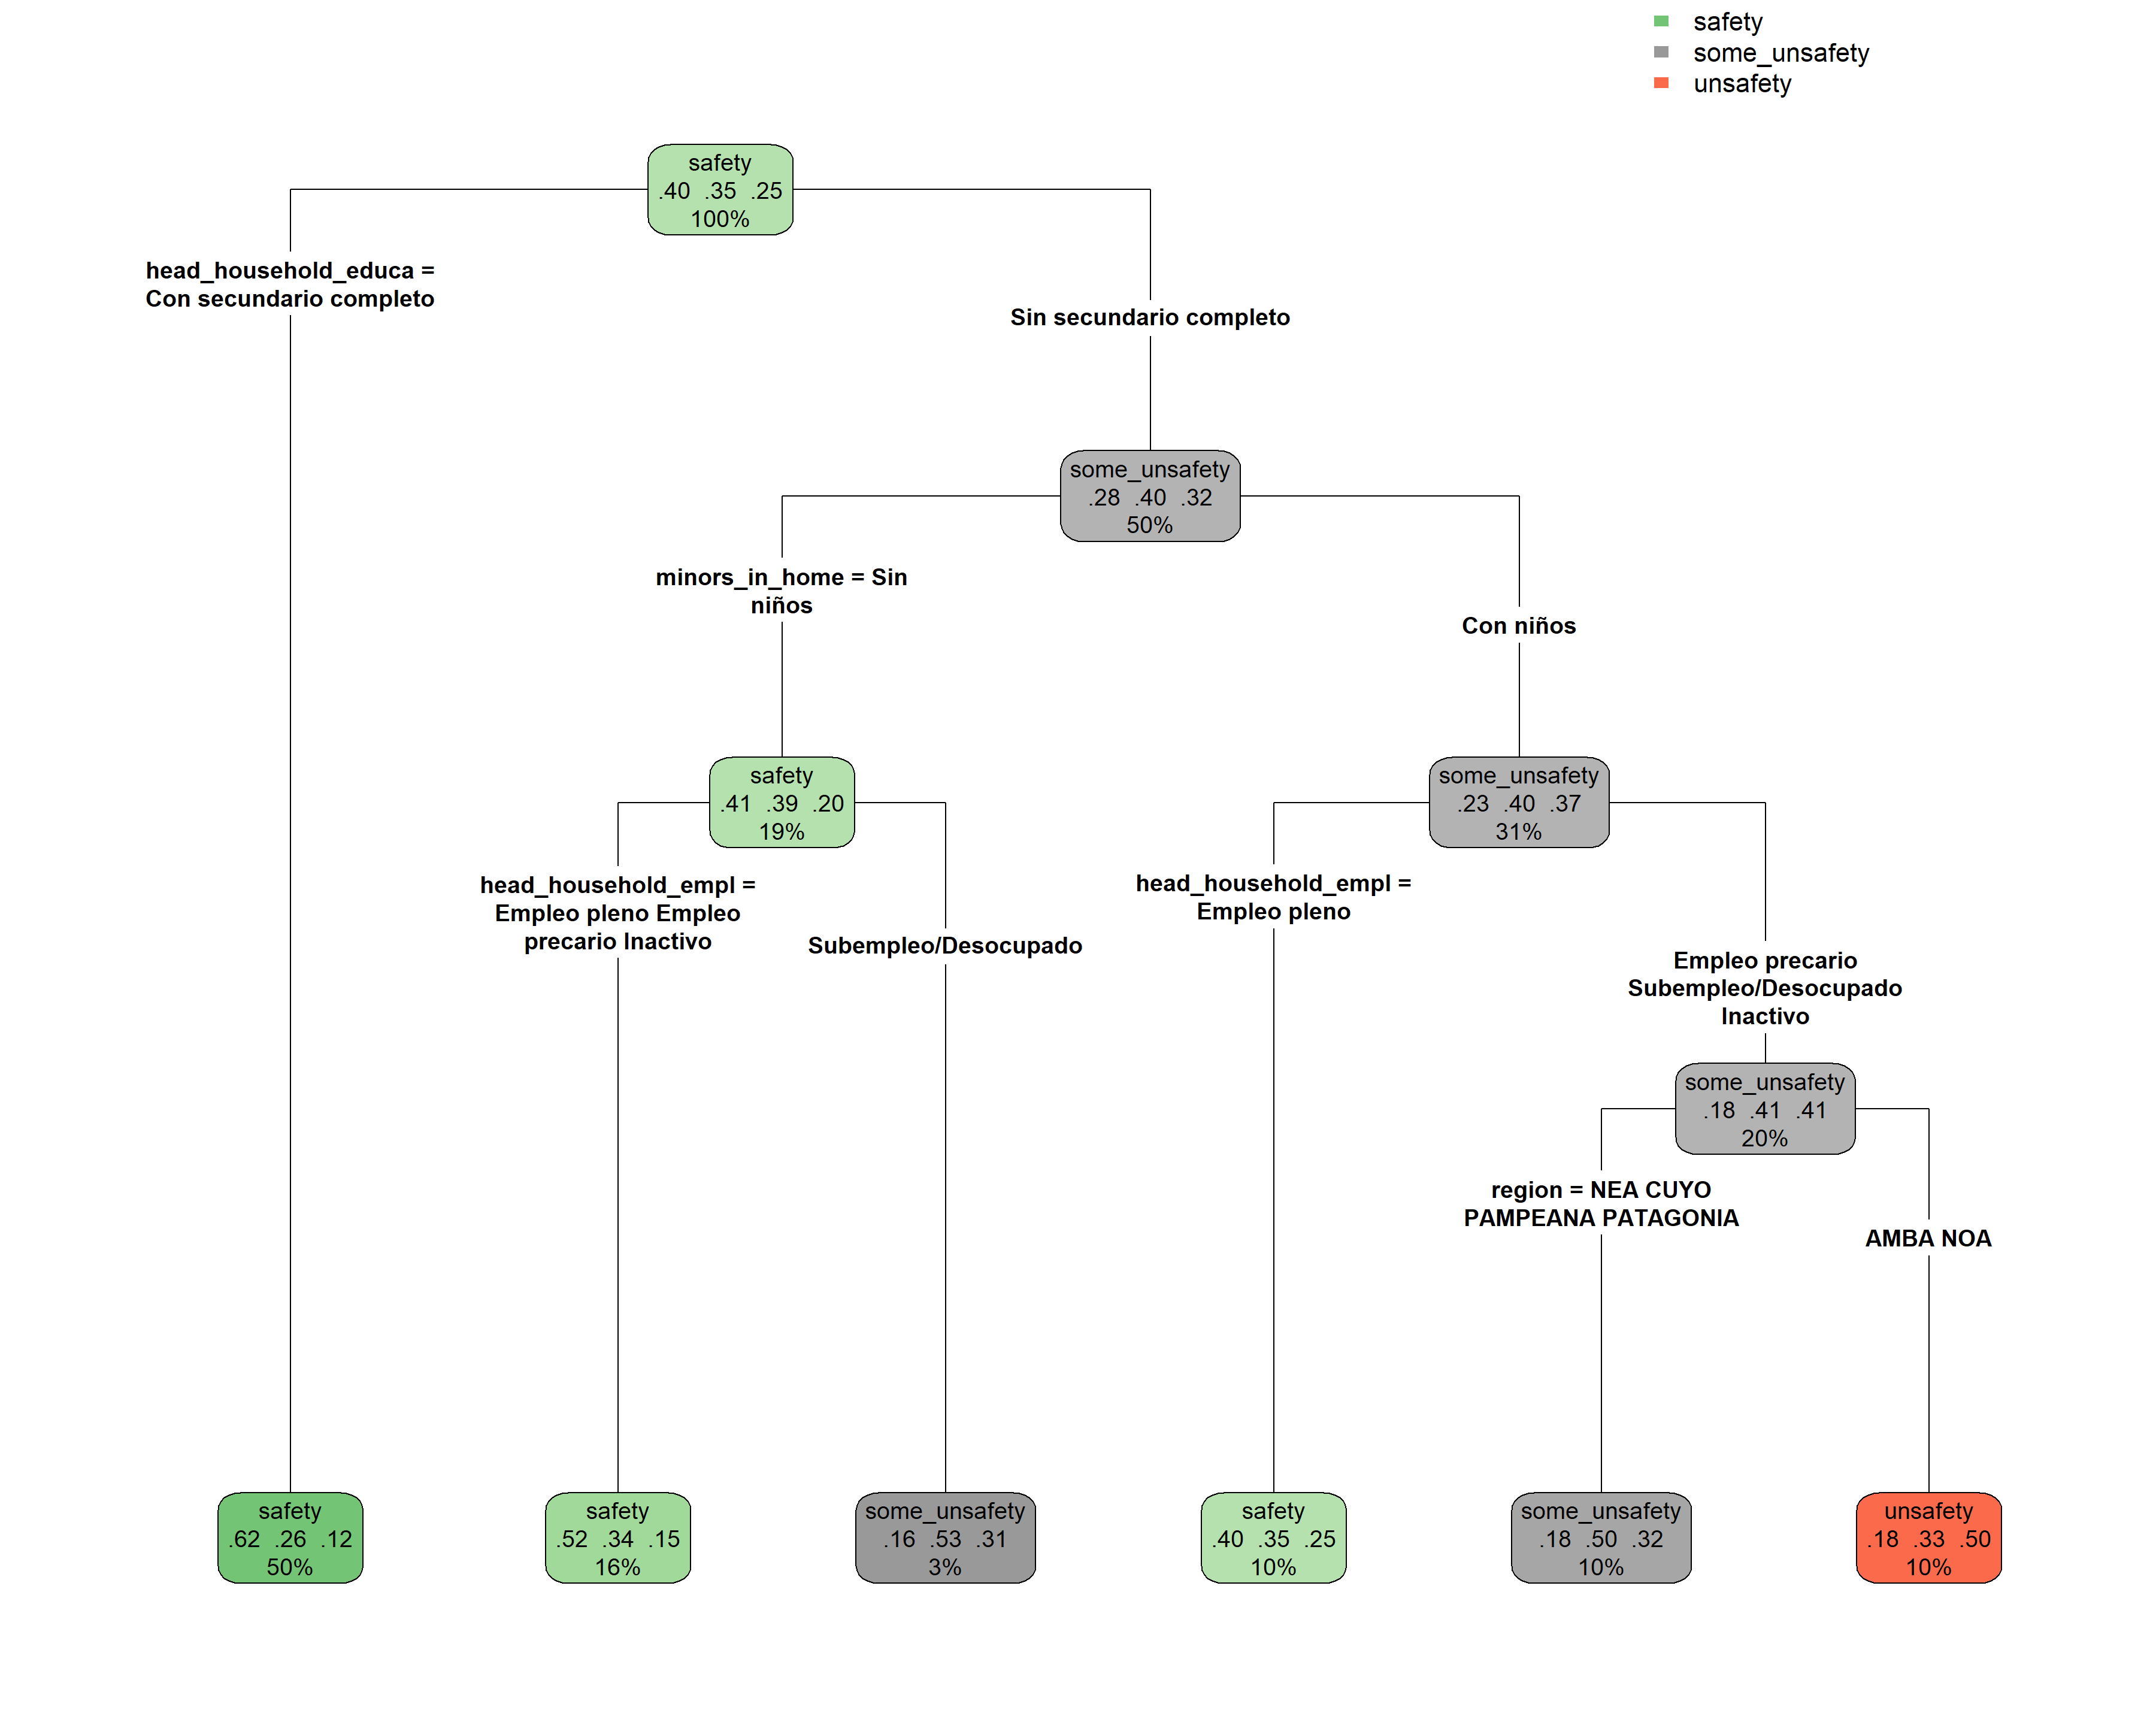 safety
some_unsafety
unsafety
safety
.40 .35 .25
100%
head_household_educa =
Con secundario completo
Sin secundario completo
some_unsafety
.28 .40 .32
50%
minors_in_home = Sin
niños
Con niños
safety
.41 .39 .20
19%
some_unsafety
.23 .40 .37
31%
head_household_empl =
Empleo pleno Empleo
precario Inactivo
Subempleo/Desocupado
head_household_empl =
Empleo pleno
Empleo precario
Subempleo/Desocupado
Inactivo
some_unsafety
.18 .41 .41
20%
region = NEA CUYO
PAMPEANA PATAGONIA
AMBA NOA
safety
.62 .26 .12
50%
safety
.52 .34 .15
16%
some_unsafety
.16 .53 .31
3%
safety
.40 .35 .25
10%
some_unsafety
.18 .50 .32
10%
unsafety
.18 .33 .50
10%